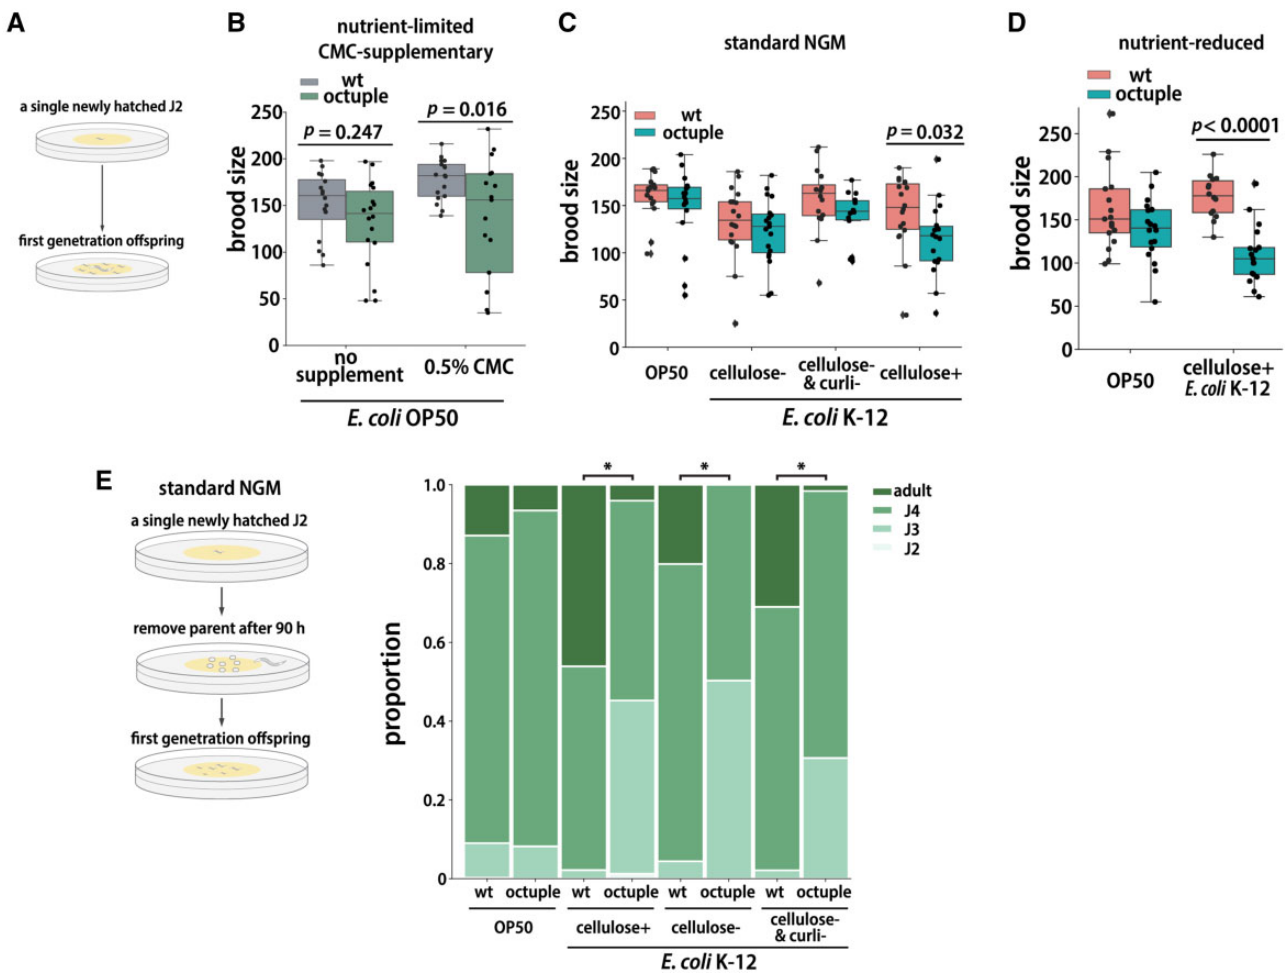 A
a single newly hatched J2
first genetration offspring
B
nutrient-limited
CMC-supplementary
wt
octuple
p = 0.247
p = 0.016
brood size
250
200
150
100
50
0
no
supplement
0.5% CMC
E. coli OP50
C
standard NGM
wt
octuple
p = 0.032
brood size
250
200
150
100
50
0
OP50
cellulose-
cellulose-
& curli-
cellulose+
E. coli K-12
D
nutrient-reduced
wt
octuple
p< 0.0001
brood size
250
200
150
100
50
0
OP50
cellulose+
E. coli K-12
E
standard NGM
a single newly hatched J2
remove parent after 90 h
first genetration offspring
* * *
adult
J4
J3
J2
proportion
1.0
0.8
0.6
0.4
0.2
0
wt octuple wt octuple wt octuple wt octuple
OP50
cellulose+
cellulose-
cellulose-
& curli-
E. coli K-12